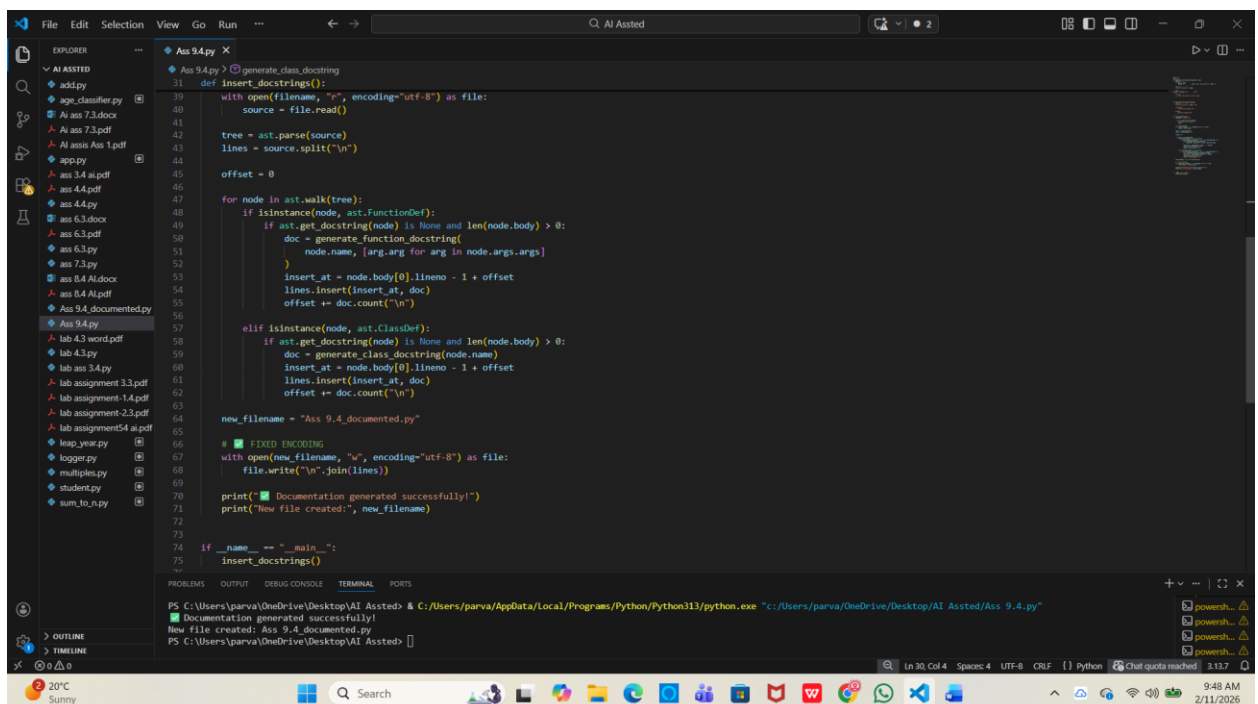 File Edit Selection View Go Run ··· AI Assted 2
EXPLORER ···
AI ASSTED
add.py
age_classifier.py
Ai ass 7.3.docx
Ai ass 7.3.pdf
AI assis Ass 1.pdf
app.py
ass 3.4 ai.pdf
ass 4.4.pdf
ass 4.4.py
ass 6.3.docx
ass 6.3.pdf
ass 6.3.py
ass 7.3.py
ass 8.4 AI.docx
ass 8.4 AI.pdf
Ass 9.4_documented.py
Ass 9.4.py
lab 4.3 word.pdf
lab 4.3.py
lab ass 3.4.py
lab assignment 3.3.pdf
lab assignment-1.4.pdf
lab assignment-2.3.pdf
lab assignment54 ai.pdf
leap_year.py
logger.py
multiples.py
student.py
sum_to_n.py
OUTLINE
TIMELINE
Ass 9.4.py
Ass 9.4.py > generate_class_docstring
31 def insert_docstrings():
39 with open(filename, "r", encoding="utf-8") as file:
40 source = file.read()
41
42 tree = ast.parse(source)
43 lines = source.split("\n")
44
45 offset = 0
46
47 for node in ast.walk(tree):
48 if isinstance(node, ast.FunctionDef):
49 if ast.get_docstring(node) is None and len(node.body) > 0:
50 doc = generate_function_docstring(
51 node.name, [arg.arg for arg in node.args.args]
52 )
53 insert_at = node.body[0].lineno - 1 + offset
54 lines.insert(insert_at, doc)
55 offset += doc.count("\n")
56
57 elif isinstance(node, ast.ClassDef):
58 if ast.get_docstring(node) is None and len(node.body) > 0:
59 doc = generate_class_docstring(node.name)
60 insert_at = node.body[0].lineno - 1 + offset
61 lines.insert(insert_at, doc)
62 offset += doc.count("\n")
63
64 new_filename = "Ass 9.4_documented.py"
65
66 # ✅ FIXED ENCODING
67 with open(new_filename, "w", encoding="utf-8") as file:
68 file.write("\n".join(lines))
69
70 print("✅ Documentation generated successfully!")
71 print("New file created:", new_filename)
72
73
74 if __name__ == "__main__":
75 insert_docstrings()
PROBLEMS OUTPUT DEBUG CONSOLE TERMINAL PORTS
PS C:\Users\parva\OneDrive\Desktop\AI Assted> & C:/Users/parva/AppData/Local/Programs/Python/Python313/python.exe "c:/Users/parva/OneDrive/Desktop/AI Assted/Ass 9.4.py"
✅ Documentation generated successfully!
New file created: Ass 9.4_documented.py
PS C:\Users\parva\OneDrive\Desktop\AI Assted>
powersh...
powersh...
powersh...
powersh...
0 0 Ln 30, Col 4 Spaces: 4 UTF-8 CRLF {} Python Chat quota reached 3.13.7
2 20°C
Sunny
Search
9:48 AM
2/11/2026